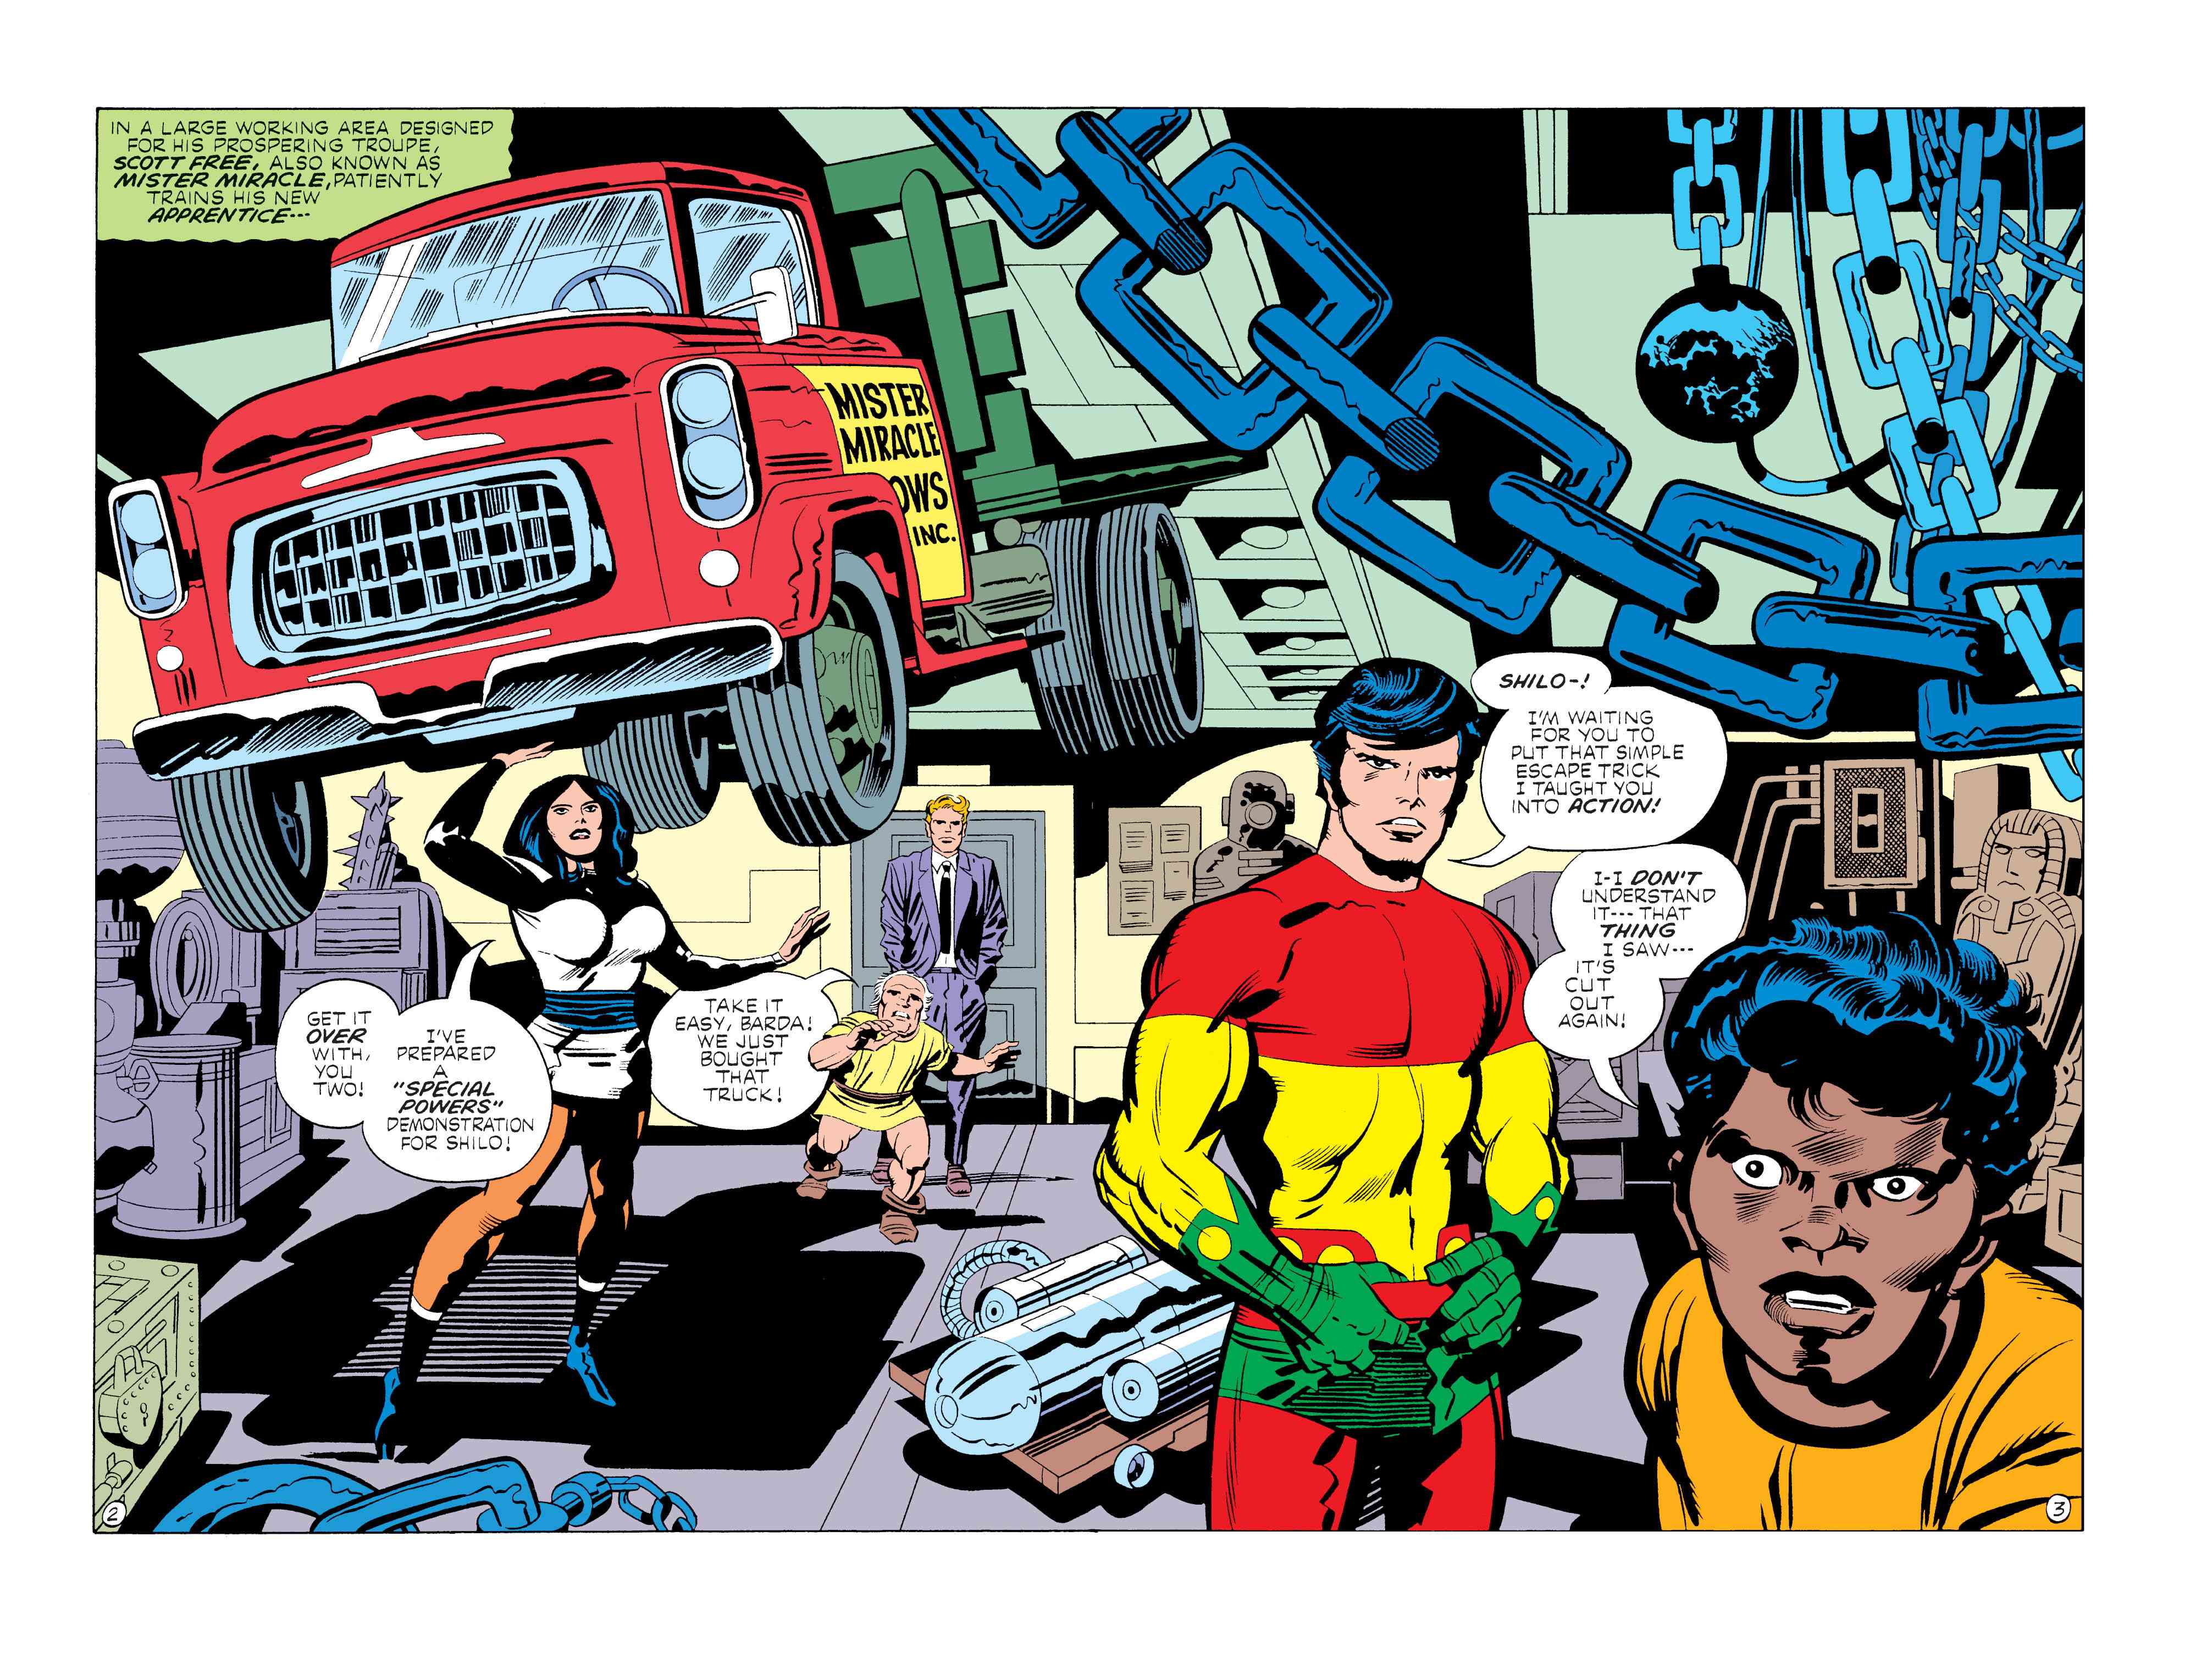 IN A LARGE WORKING AREA DESIGNED
FOR HIS PROSPERING TROUPE,
SCOTT FREE, ALSO KNOWN AS
MISTER MIRACLE, PATIENTLY
TRAINS HIS NEW
APPRENTICE---
MISTER
MIRACLE
OWS
INC.
GET IT
OVER
WITH,
YOU
TWO!
I'VE
PREPARED
A
"SPECIAL
POWERS"
DEMONSTRATION
FOR SHILO!
TAKE IT
EASY, BARDA!
WE JUST
BOUGHT
THAT
TRUCK!
SHILO-!
I'M WAITING
FOR YOU TO
PUT THAT SIMPLE
ESCAPE TRICK
I TAUGHT YOU
INTO ACTION!
I-I DON'T
UNDERSTAND
IT--- THAT
THING
I SAW---
IT'S
CUT
OUT
AGAIN!
2
3